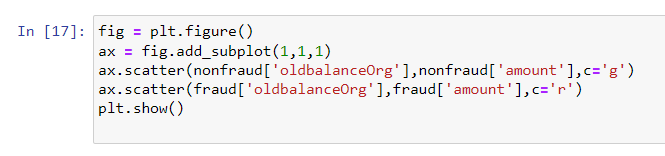 In [17]: fig = plt.figure()
ax = fig.add_subplot(1,1,1)
ax.scatter(nonfraud['oldbalanceOrg'],nonfraud['amount'],c='g')
ax.scatter(fraud['oldbalanceOrg'],fraud['amount'],c='r')
plt.show()